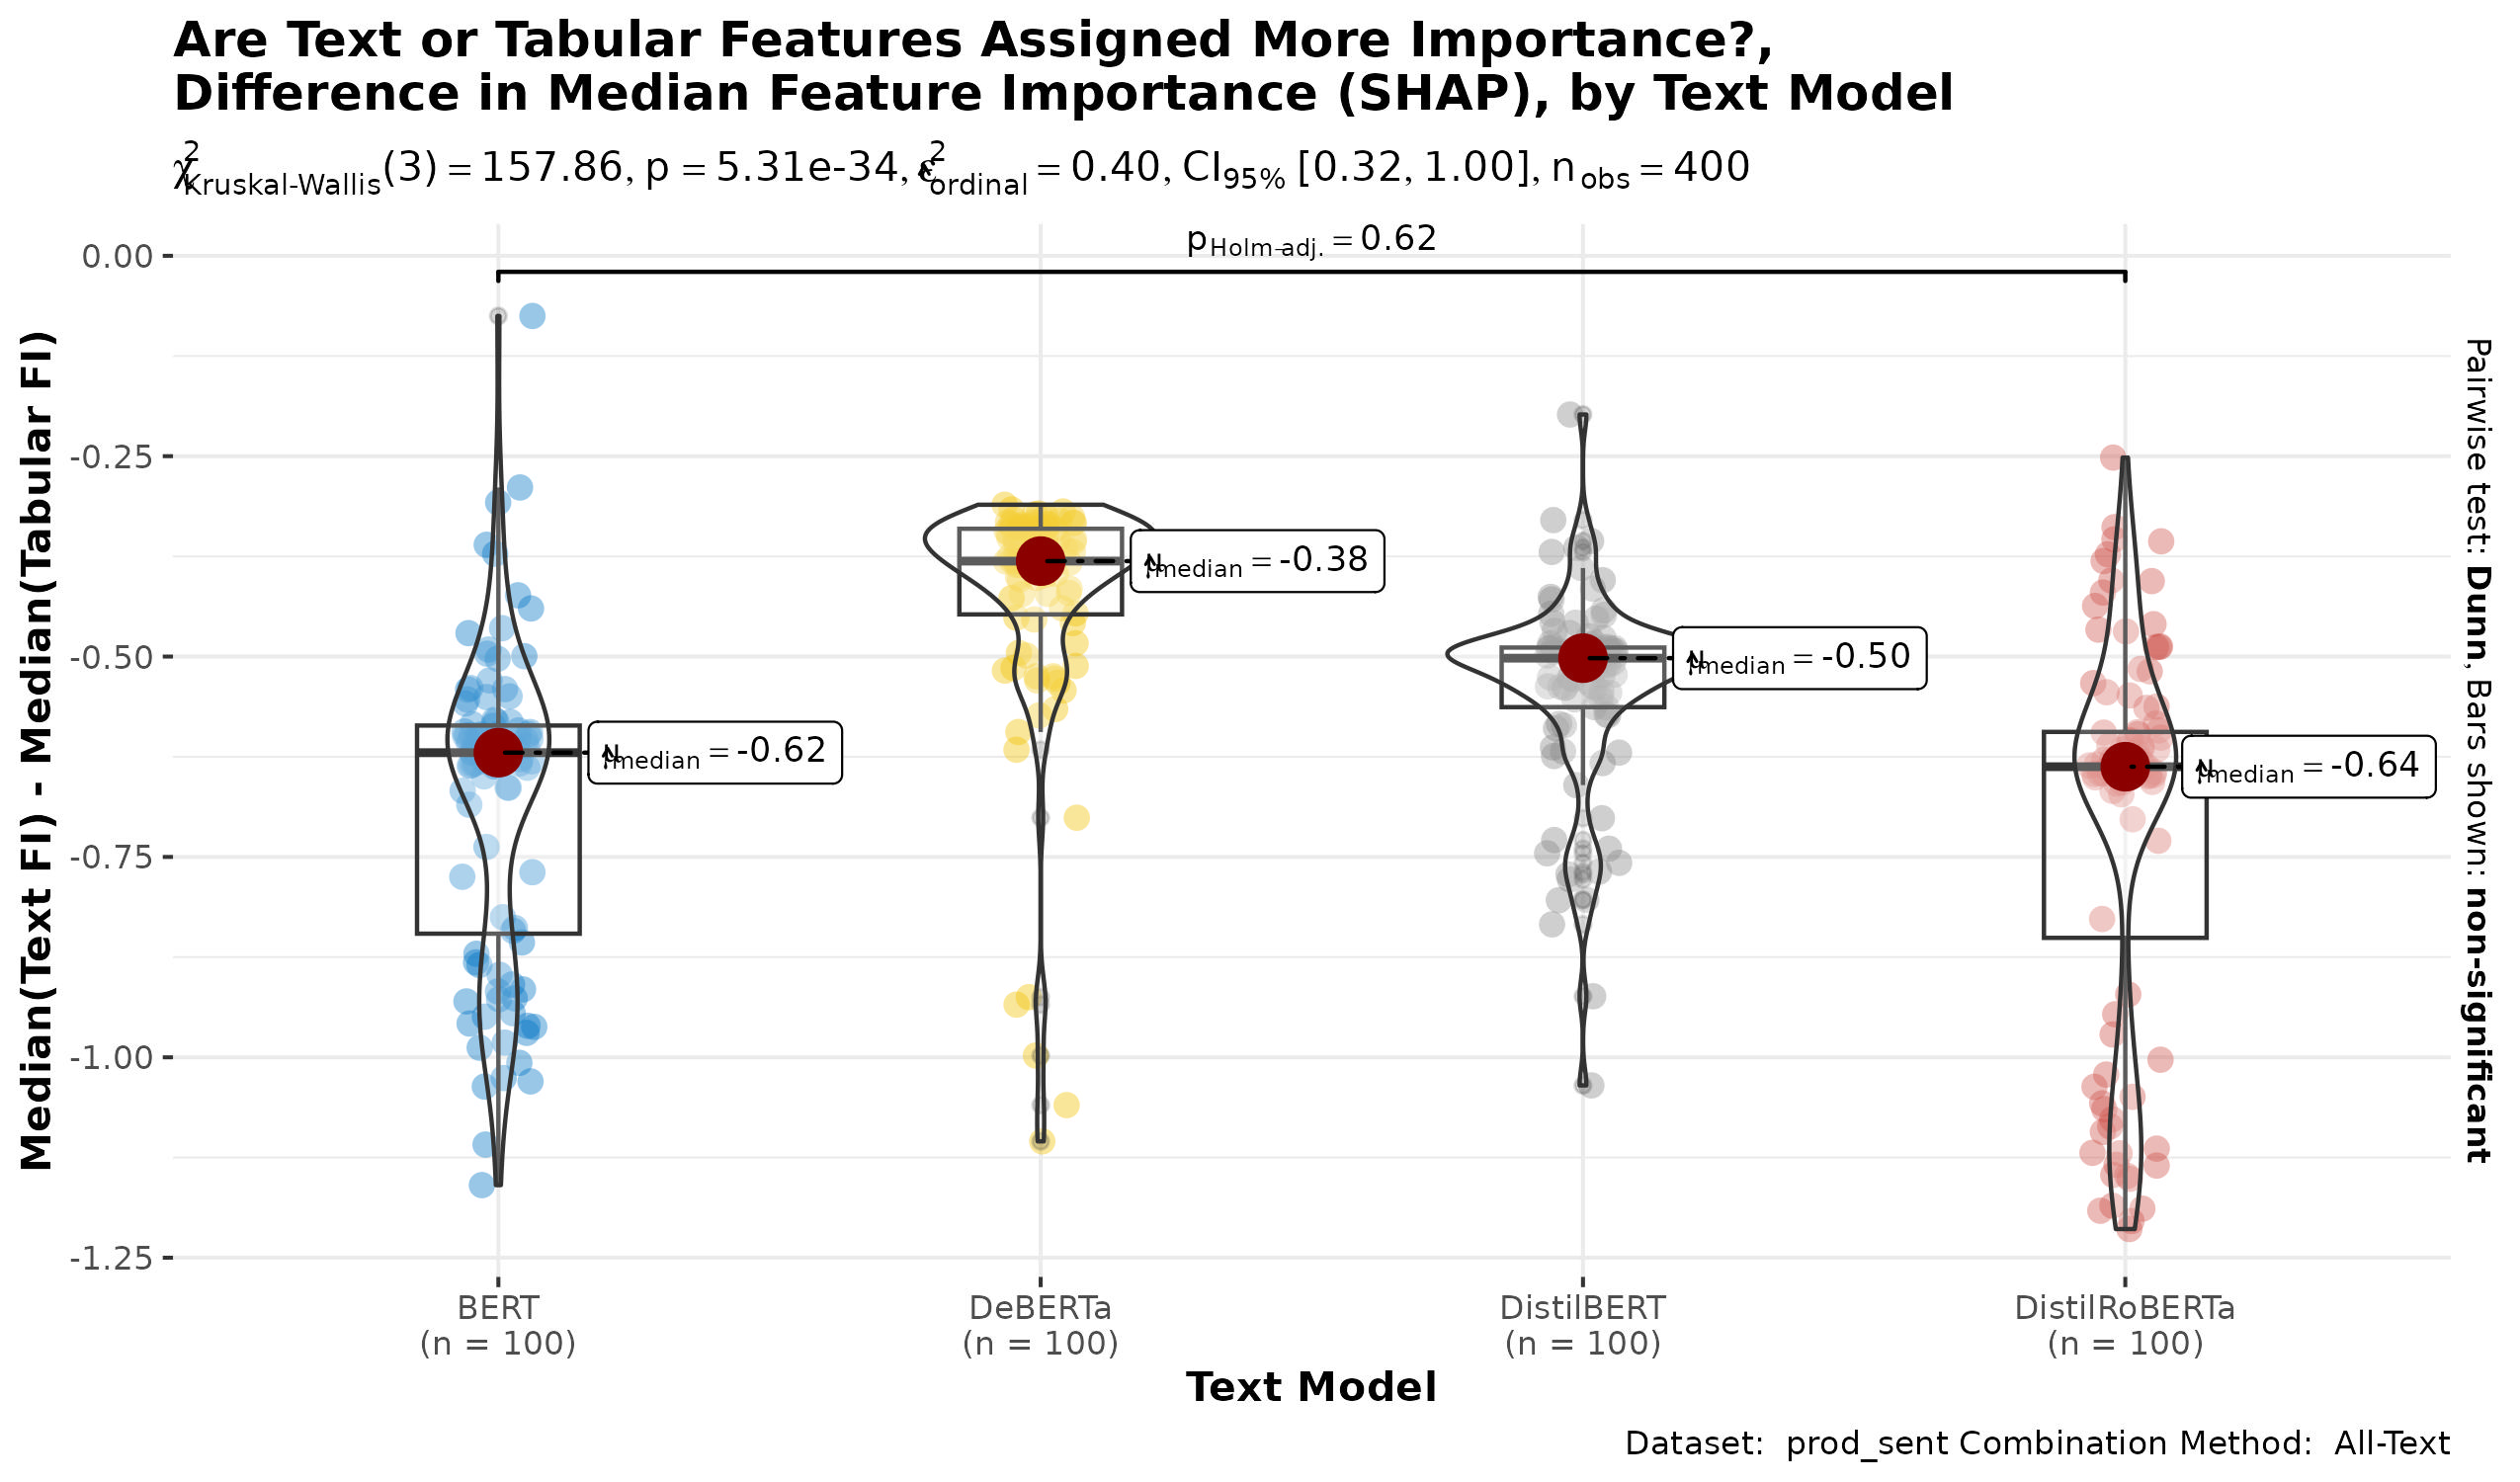 Are Text or Tabular Features Assigned More Importance?,
Difference in Median Feature Importance (SHAP), by Text Model
χ²Kruskal-Wallis(3) = 157.86, p = 5.31e-34, ε²ordinal = 0.40, CI95% [0.32, 1.00], nobs = 400
pHolm-adj. = 0.62
Median(Text FI) - Median(Tabular FI)
0.00
-0.25
-0.50
-0.75
-1.00
-1.25
μ̂median = -0.62
μ̂median = -0.38
μ̂median = -0.50
μ̂median = -0.64
Pairwise test: Dunn, Bars shown: non-significant
BERT
(n = 100)
DeBERTa
(n = 100)
DistilBERT
(n = 100)
DistilRoBERTa
(n = 100)
Text Model
Dataset: prod_sent Combination Method: All-Text